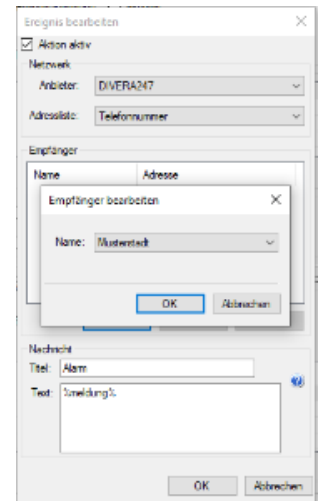 Ereignis bearbeiten
Aktion aktiv
Netzwerk
Anbieter: DIVERA247
Adressliste: Telefonnummer
Empfänger
Name Adresse
Empfänger bearbeiten
Name: Musterstadt
OK Abbrechen
Nachricht
Titel: Alarm
Text: %meldung%
OK Abbrechen